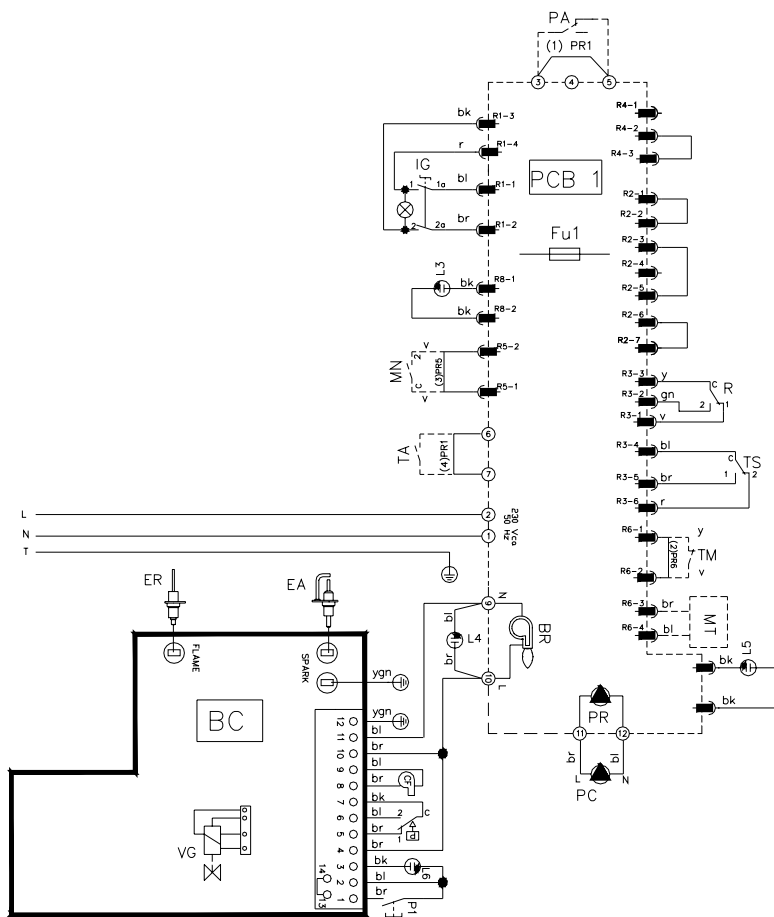 PA
(1) PR1
3 4 5
bk R1-3
r R1-4
IG
1 1a bl R1-1
2 2a br R1-2
PCB 1
Fu1
R4-1
R4-2
R4-3
R2-1
R2-2
R2-3
R2-4
R2-5
R2-6
R2-7
L3
bk R8-1
bk R8-2
MN
2 v R5-2
(3)PR5
c v R5-1
TA
(4)PR1
6
7
R3-3 y
R3-2 gn
R3-1 v
c 2 1 R
R3-4 bl
R3-5 br
R3-6 r
c 1 2 TS
R6-1 y
(2)PR6
TM
R6-2 v
R6-3 br
R6-4 bl
MT
L 2
N 1
T
230 Vca
50 Hz
ER
EA
FLAME
SPARK
ygn
9 N
bl
L4
br
10 L
BR
bk L5
bk
PR
11 12
br bl
L N
PC
BC
VG
12 ygn
11 bl
10 br
9 bl
8 br
CF
7 bk
6 bl
5 br
2 c
1 P
4 br
3 bk
L6
2 bl
1 br
P1
14
13